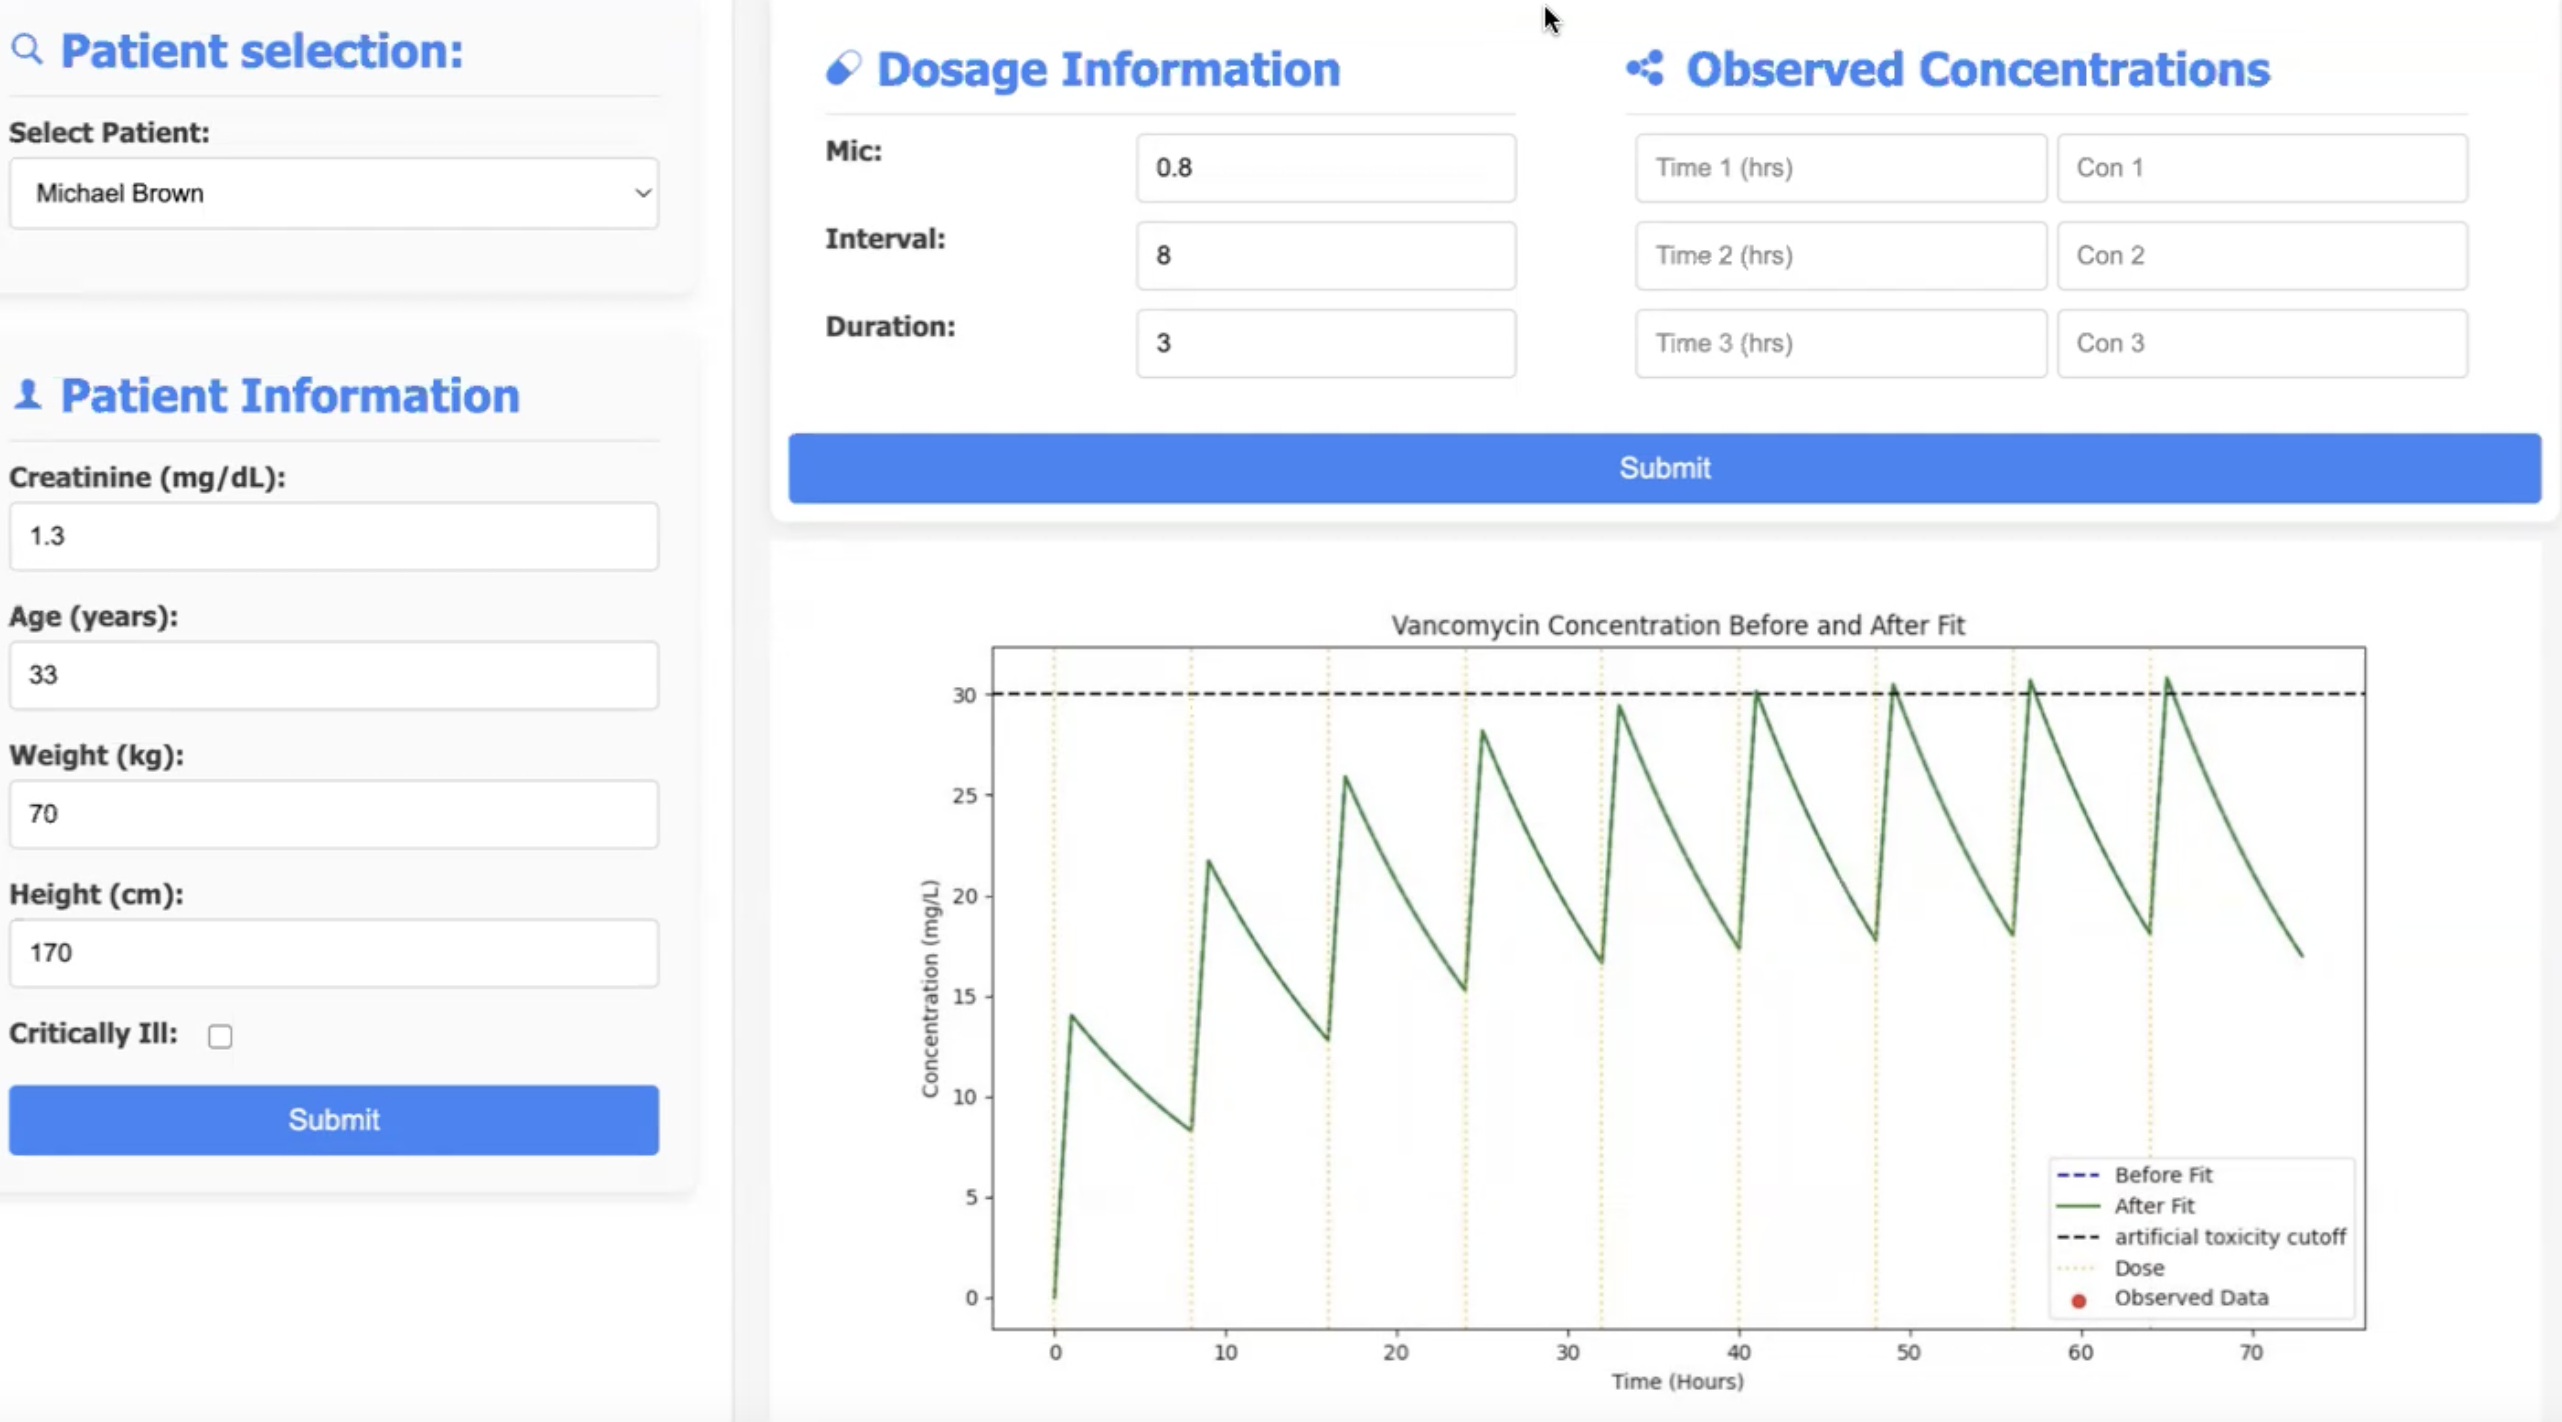 Patient selection:
Select Patient:
Michael Brown
Patient Information
Creatinine (mg/dL):
1.3
Age (years):
33
Weight (kg):
70
Height (cm):
170
Critically Ill:
Submit
Dosage Information
Mic:
0.8
Interval:
8
Duration:
3
Observed Concentrations
Time 1 (hrs) Con 1
Time 2 (hrs) Con 2
Time 3 (hrs) Con 3
Submit
Vancomycin Concentration Before and After Fit
Concentration (mg/L)
30
25
20
15
10
5
0
Before Fit
After Fit
artificial toxicity cutoff
Dose
Observed Data
0 10 20 30 40 50 60 70
Time (Hours)